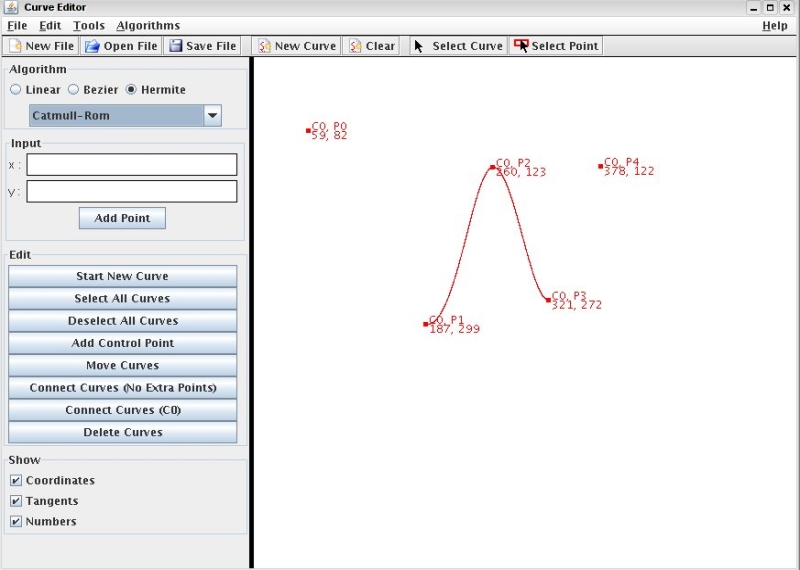 Curve Editor
File Edit Tools Algorithms Help
New File Open File Save File New Curve Clear Select Curve Select Point
Algorithm
Linear Bezier Hermite
Catmull-Rom
Input
x :
y :
Add Point
Edit
Start New Curve
Select All Curves
Deselect All Curves
Add Control Point
Move Curves
Connect Curves (No Extra Points)
Connect Curves (C0)
Delete Curves
Show
Coordinates
Tangents
Numbers
C0, P0
59, 82
C0, P2
260, 123
C0, P4
378, 122
C0, P3
321, 272
C0, P1
187, 299